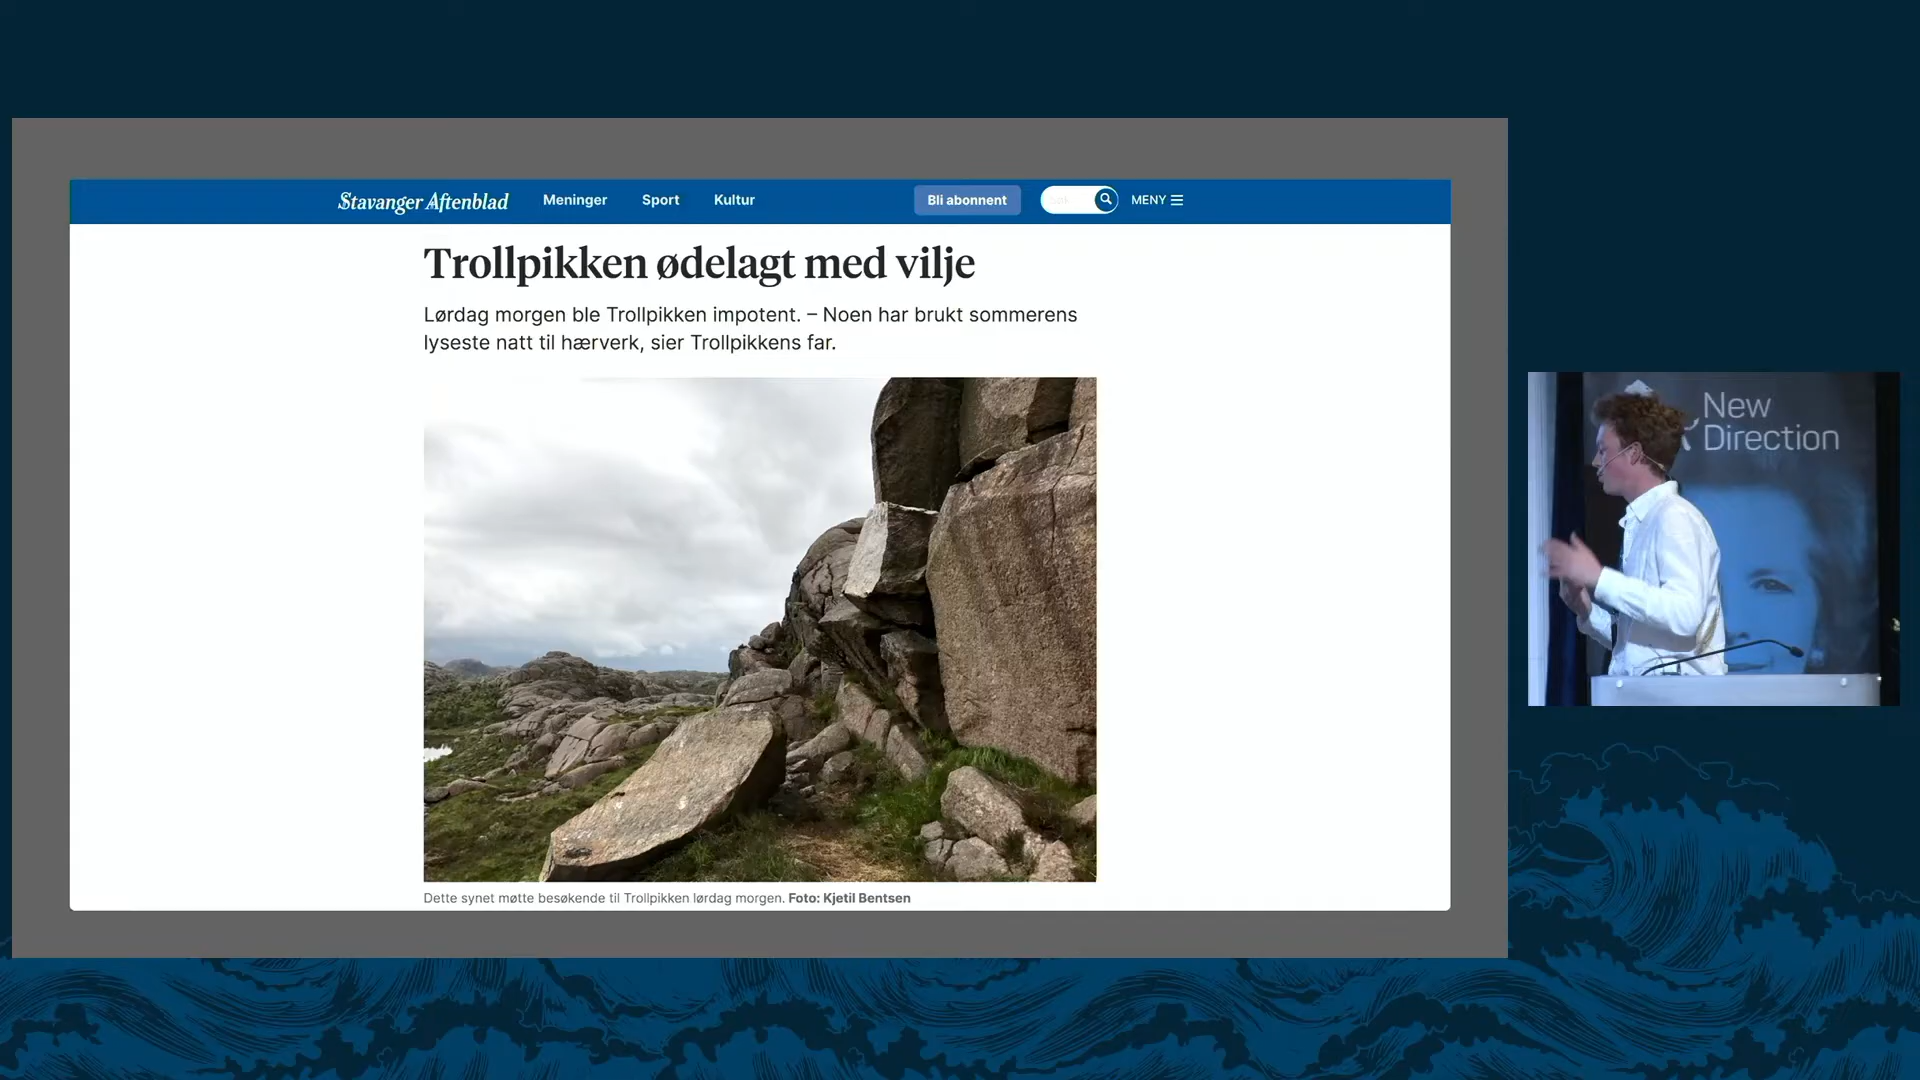 Stavanger Aftenblad Meninger Sport Kultur Bli abonnent MENY
Trollpikken ødelagt med vilje
Lørdag morgen ble Trollpikken impotent. – Noen har brukt sommerens
lyseste natt til hærverk, sier Trollpikkens far.
Dette synet møtte besøkende til Trollpikken lørdag morgen. Foto: Kjetil Bentsen
New
Direction